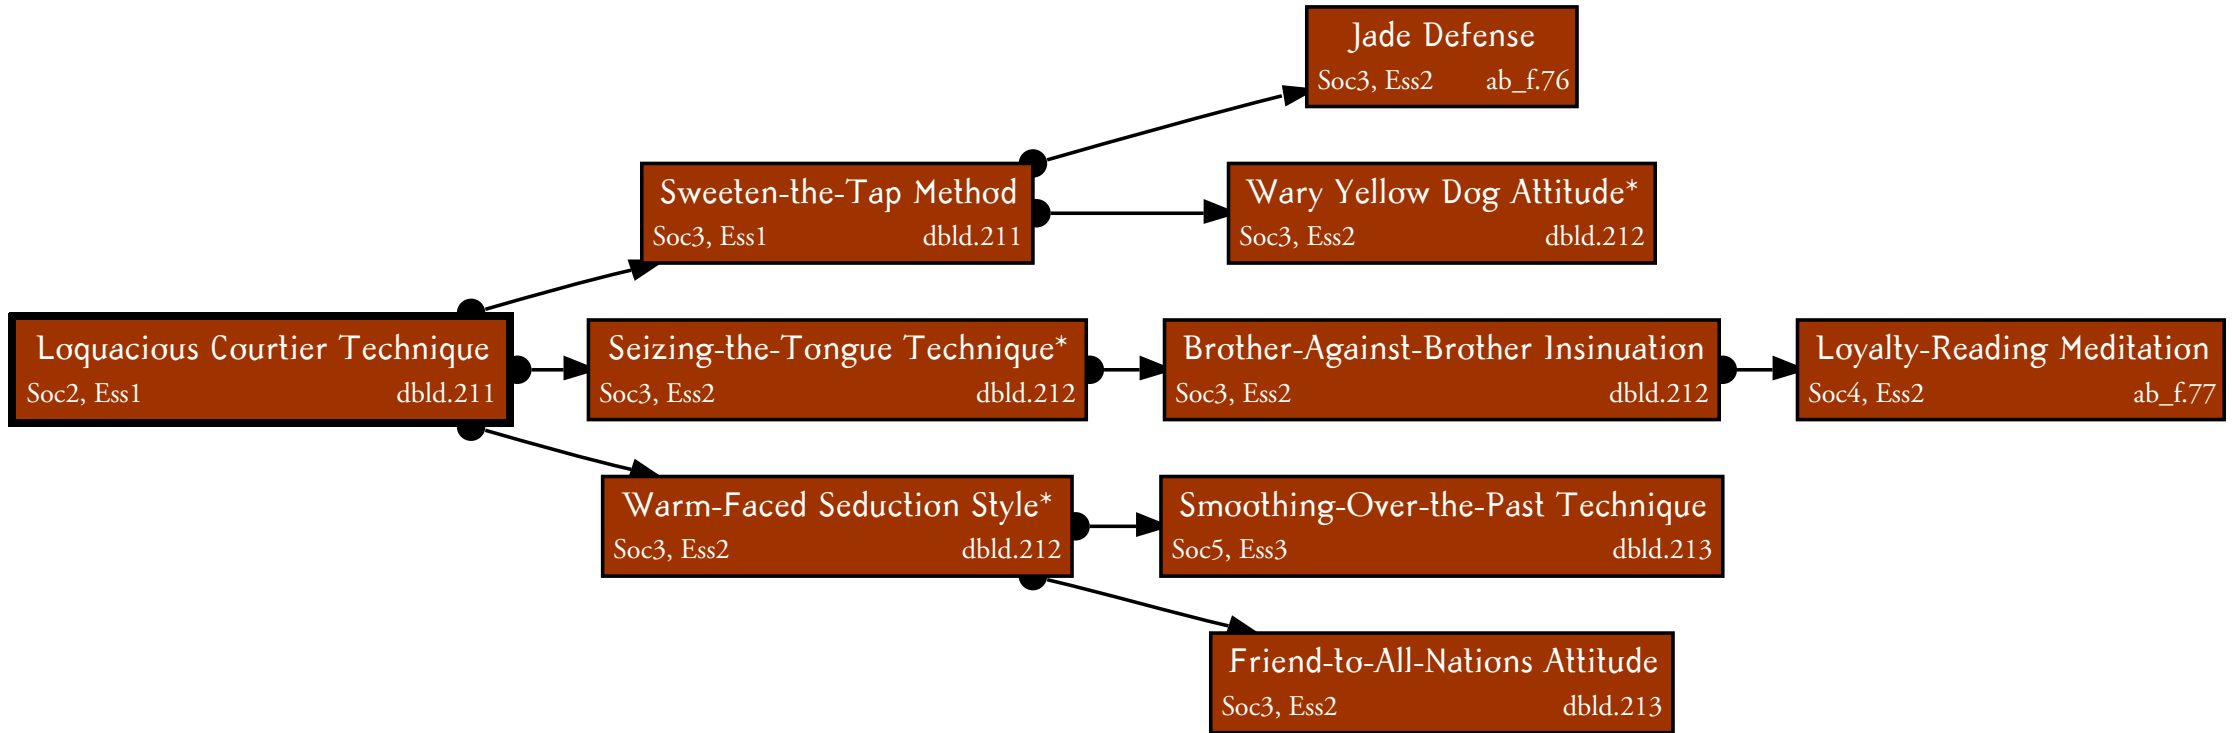 Jade Defense
Soc3, Ess2 ab_f.76
Sweeten-the-Tap Method
Soc3, Ess1 dbld.211
Wary Yellow Dog Attitude*
Soc3, Ess2 dbld.212
Loquacious Courtier Technique
Soc2, Ess1 dbld.211
Seizing-the-Tongue Technique*
Soc3, Ess2 dbld.212
Brother-Against-Brother Insinuation
Soc3, Ess2 dbld.212
Loyalty-Reading Meditation
Soc4, Ess2 ab_f.77
Warm-Faced Seduction Style*
Soc3, Ess2 dbld.212
Smoothing-Over-the-Past Technique
Soc5, Ess3 dbld.213
Friend-to-All-Nations Attitude
Soc3, Ess2 dbld.213